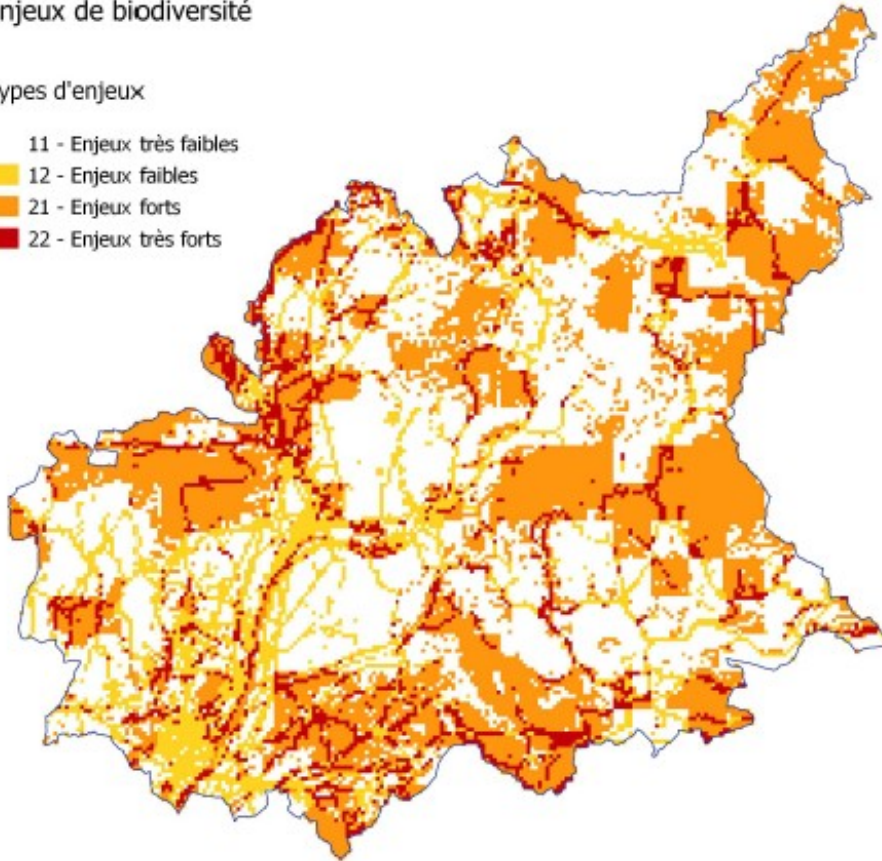 njeux de biodiversité
ypes d'enjeux
11 - Enjeux très faibles
12 - Enjeux faibles
21 - Enjeux forts
22 - Enjeux très forts